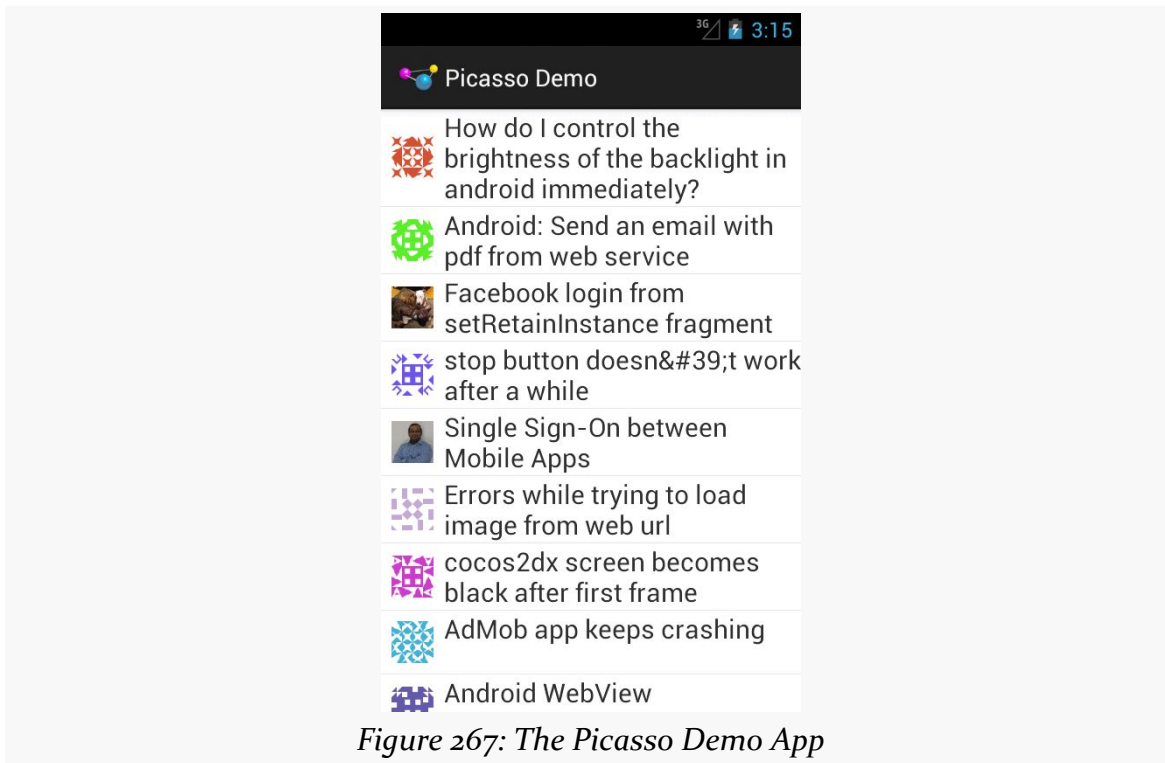 3G 3:15
Picasso Demo
How do I control the
brightness of the backlight in
android immediately?
Android: Send an email with
pdf from web service
Facebook login from
setRetainInstance fragment
stop button doesn&#39;t work
after a while
Single Sign-On between
Mobile Apps
Errors while trying to load
image from web url
cocos2dx screen becomes
black after first frame
AdMob app keeps crashing
Android WebView
Figure 267: The Picasso Demo App